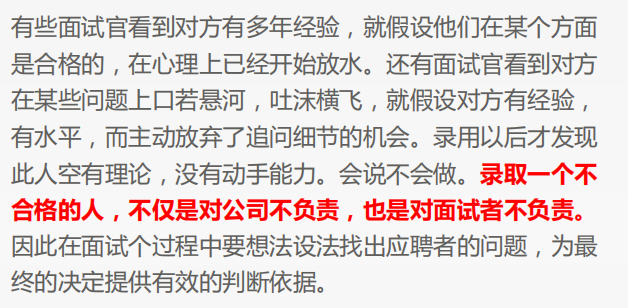 有些面试官看到对方有多年经验，就假设他们在某个方面
是合格的，在心理上已经开始放水。还有面试官看到对方
在某些问题上口若悬河，吐沫横飞，就假设对方有经验，
有水平，而主动放弃了追问细节的机会。录用以后才发现
此人空有理论，没有动手能力。会说不会做。录取一个不
合格的人，不仅是对公司不负责，也是对面试者不负责。
因此在面试个过程中要想法设法找出应聘者的问题，为最
终的决定提供有效的判断依据。